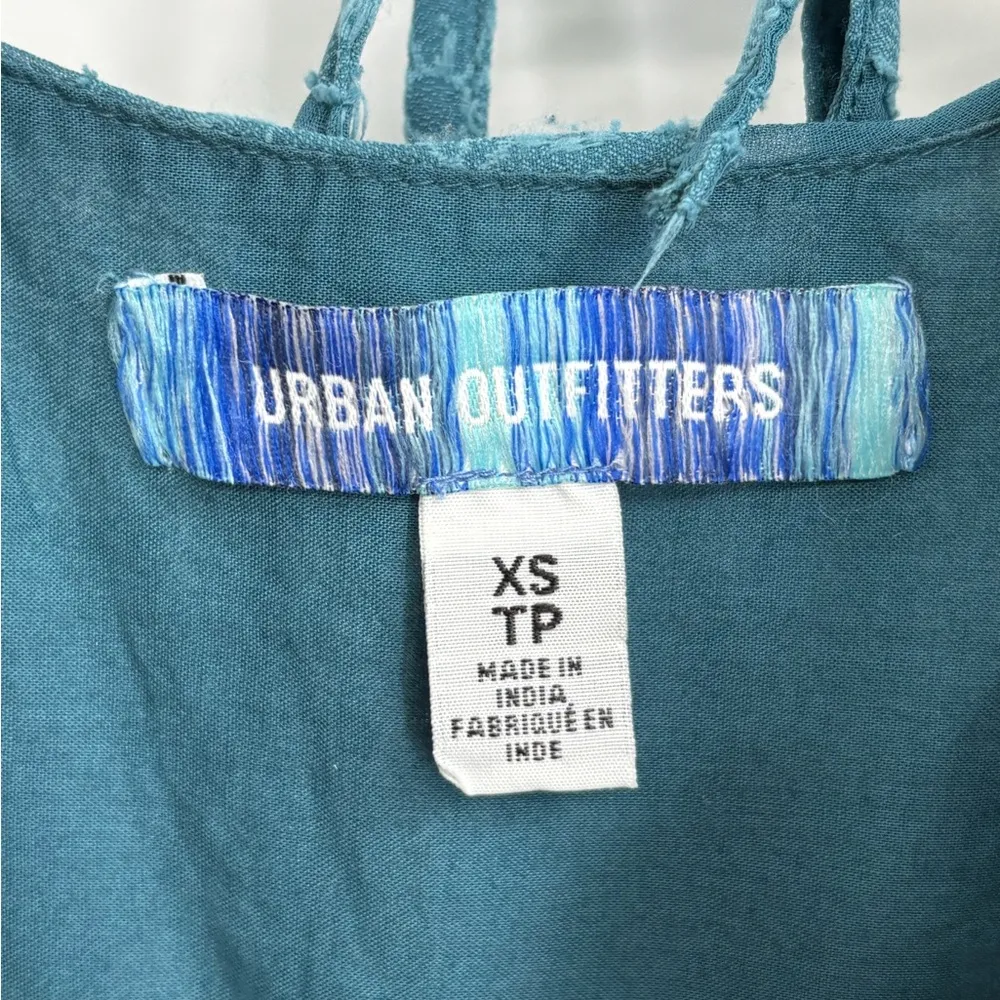 URBAN OUTFITTERS
XS
TP
MADE IN
INDIA
FABRIQUÉ EN
INDE